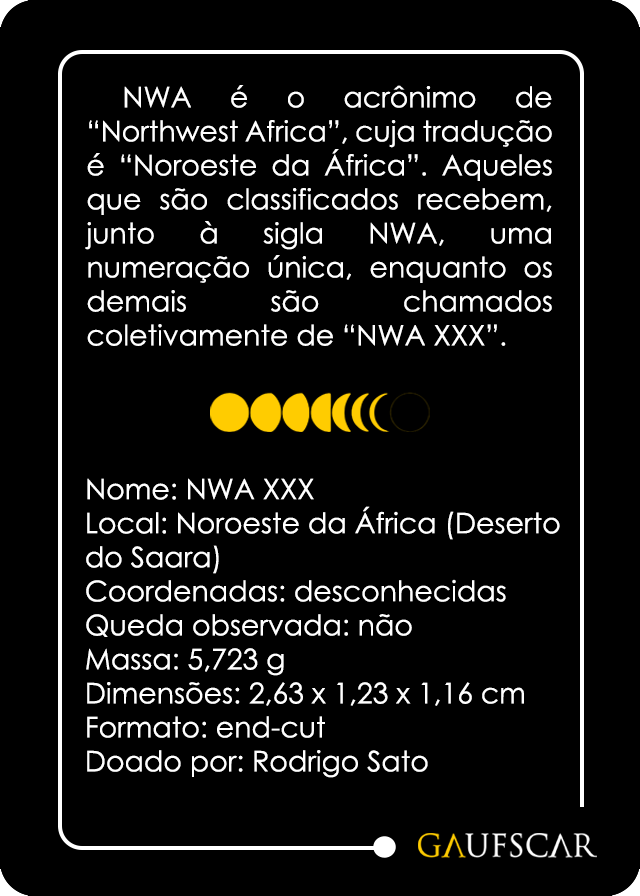 NWA é o acrônimo de
“Northwest Africa”, cuja tradução
é “Noroeste da África”. Aqueles
que são classificados recebem,
junto à sigla NWA, uma
numeração única, enquanto os
demais são chamados
coletivamente de “NWA XXX”.
Nome: NWA XXX
Local: Noroeste da África (Deserto
do Saara)
Coordenadas: desconhecidas
Queda observada: não
Massa: 5,723 g
Dimensões: 2,63 x 1,23 x 1,16 cm
Formato: end-cut
Doado por: Rodrigo Sato
GAUFSCAR